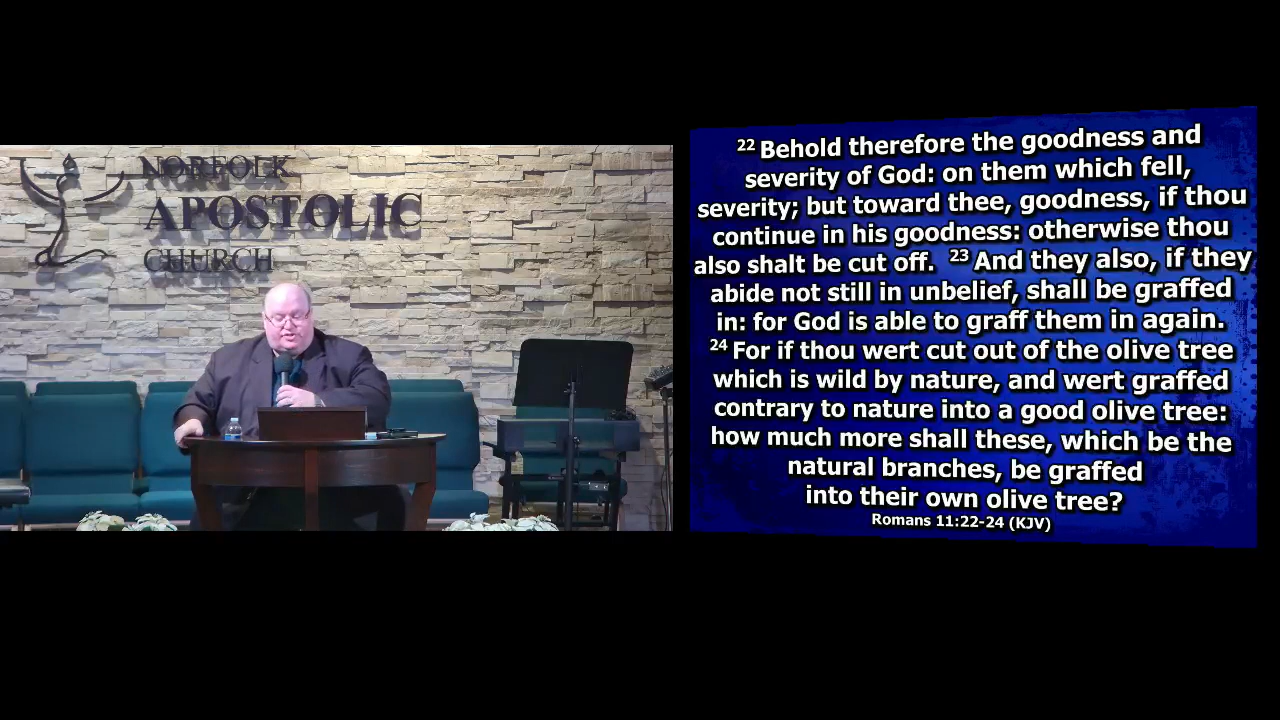 NORFOLK
APOSTOLIC
CHURCH
22 Behold therefore the goodness and
severity of God: on them which fell,
severity; but toward thee, goodness, if thou
continue in his goodness: otherwise thou
also shalt be cut off. 23 And they also, if they
abide not still in unbelief, shall be graffed
in: for God is able to graff them in again.
24 For if thou wert cut out of the olive tree
which is wild by nature, and wert graffed
contrary to nature into a good olive tree:
how much more shall these, which be the
natural branches, be graffed
into their own olive tree?
Romans 11:22-24 (KJV)